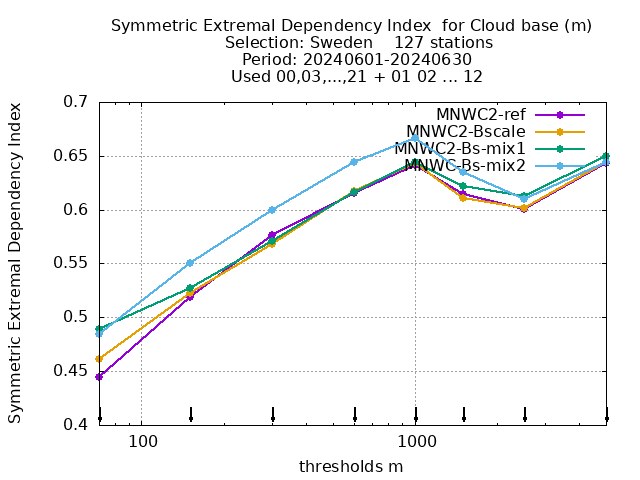 Symmetric Extremal Dependency Index  for Cloud base (m)
Selection: Sweden    127 stations
Period: 20240601-20240630
Used 00,03,...,21 + 01 02 ... 12
Symmetric Extremal Dependency Index
0.7
0.65
0.6
0.55
0.5
0.45
0.4
MNWC2-ref
MNWC2-Bscale
MNWC2-Bs-mix1
MNWC-Bs-mix2
100
1000
thresholds m